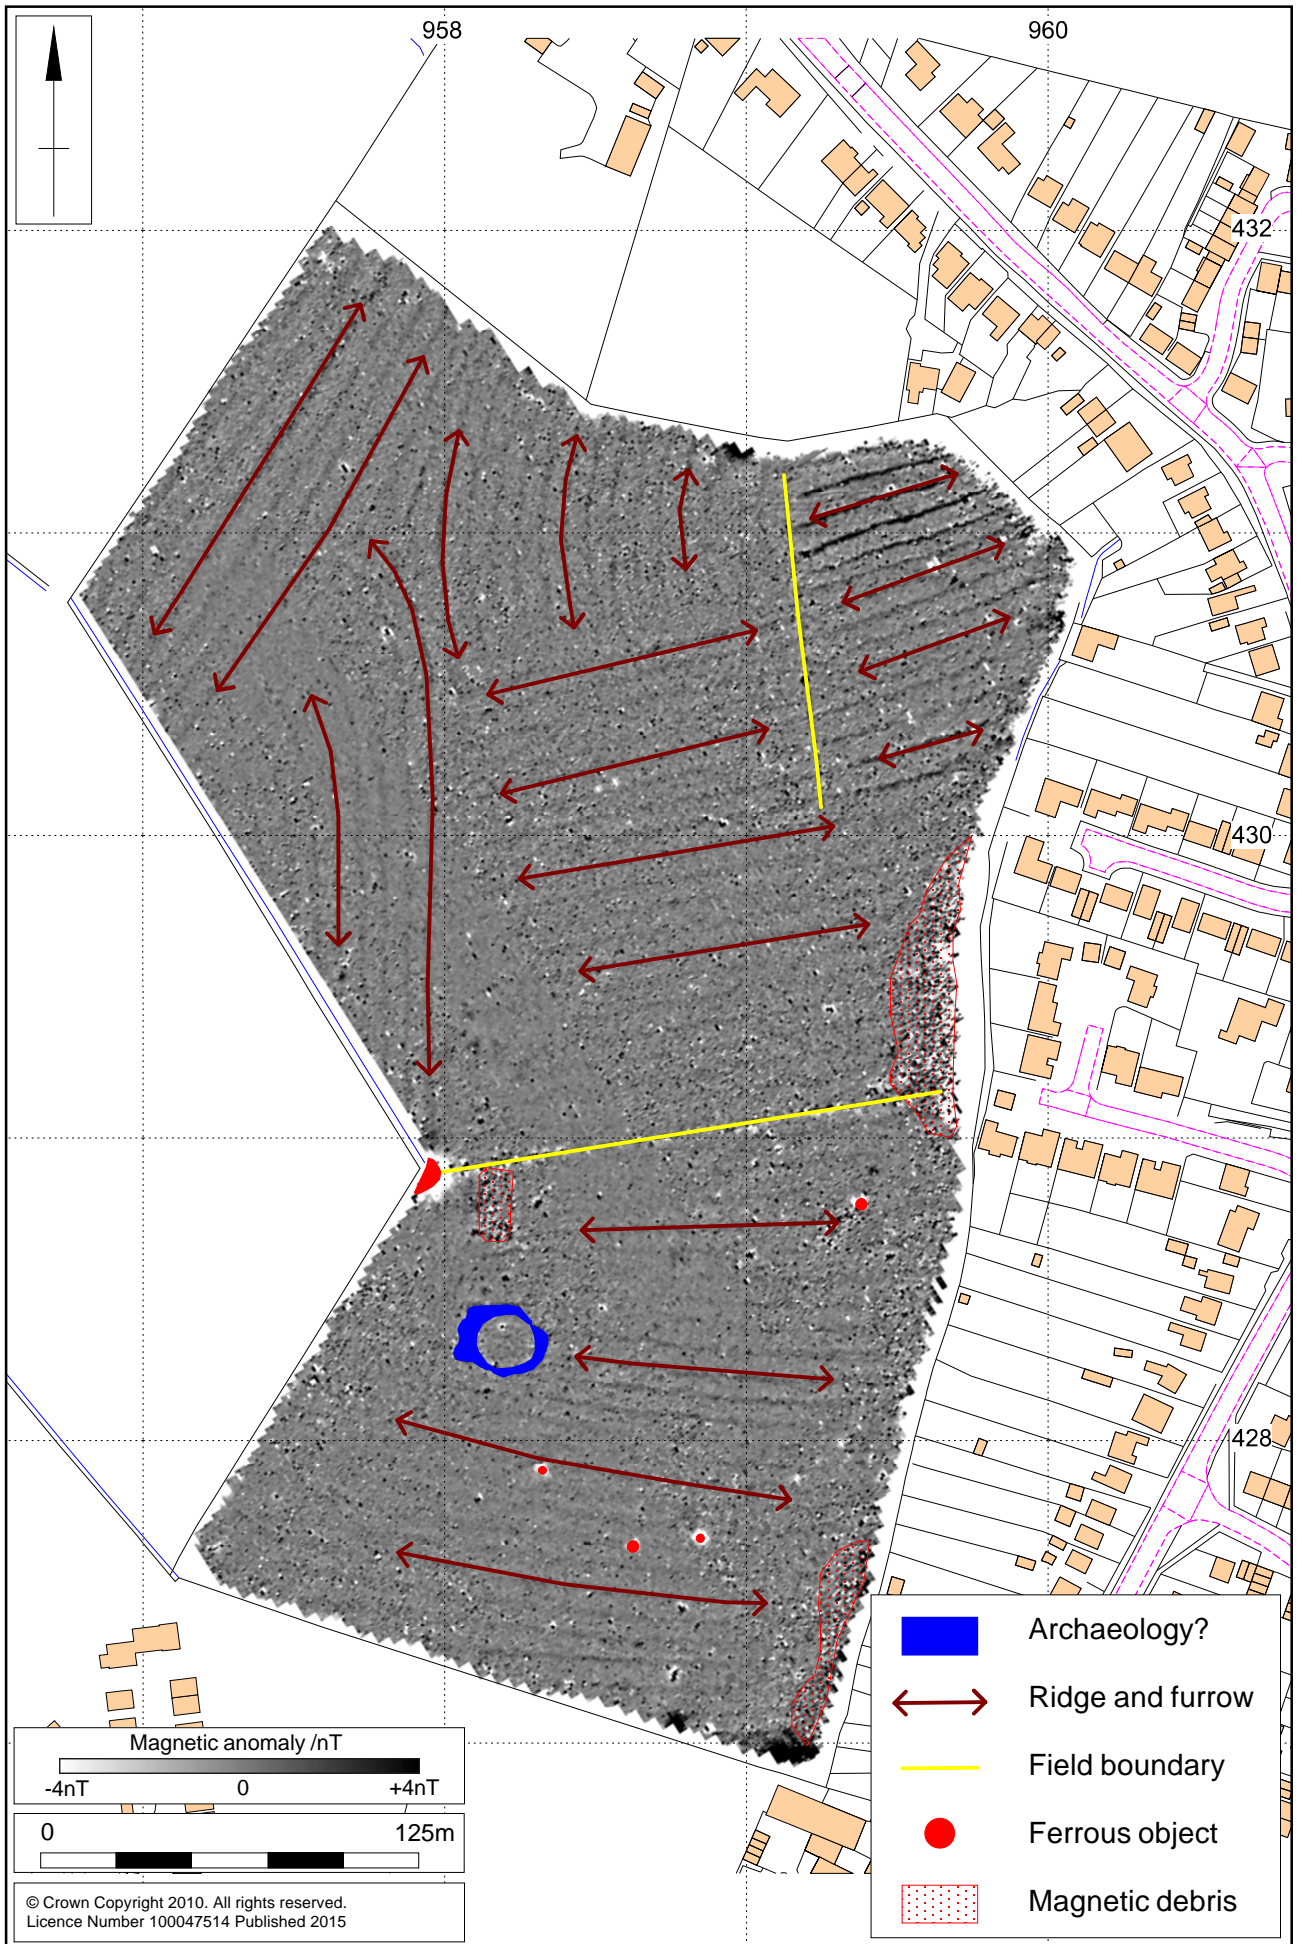 958
960
432
430
428
Archaeology?
Ridge and furrow
Field boundary
Ferrous object
Magnetic debris
Magnetic anomaly /nT
-4nT 0 +4nT
0 125m
© Crown Copyright 2010. All rights reserved.
Licence Number 100047514 Published 2015